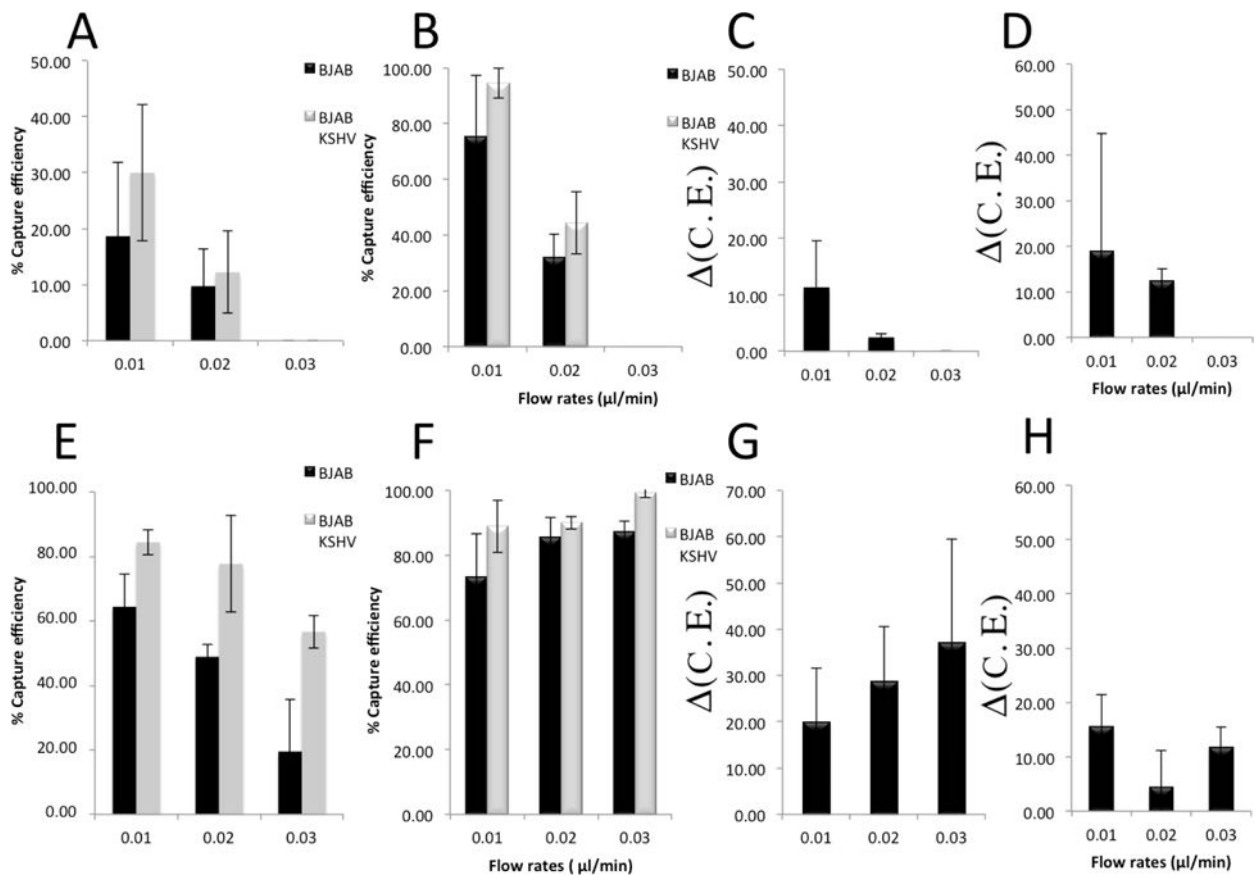 A
50.00
40.00
30.00
20.00
10.00
0.00
% Capture efficiency
0.01 0.02 0.03
BJAB
BJAB
KSHV
B
100.00
80.00
60.00
40.00
20.00
0.00
% Capture efficiency
0.01 0.02 0.03
Flow rates (µl/min)
BJAB
BJAB
KSHV
C
50.00
50.00
30.00
20.00
10.00
0.00
Δ(C. E.)
0.01 0.02 0.03
D
60.00
50.00
40.00
30.00
20.00
10.00
0.00
Δ(C. E.)
0.01 0.02 0.03
Flow rates (µl/min)
E
100.00
80.00
60.00
40.00
20.00
0.00
% Capture efficiency
0.01 0.02 0.03
BJAB
BJAB
KSHV
F
100.00
80.00
60.00
40.00
20.00
0.00
% Capture efficiency
0.01 0.02 0.03
Flow rates ( µl/min)
BJAB
BJAB
KSHV
G
70.00
60.00
50.00
40.00
30.00
20.00
10.00
0.00
Δ(C. E.)
0.01 0.02 0.03
H
60.00
50.00
40.00
30.00
20.00
10.00
0.00
Δ(C. E.)
0.01 0.02 0.03
Flow rates (µl/min)